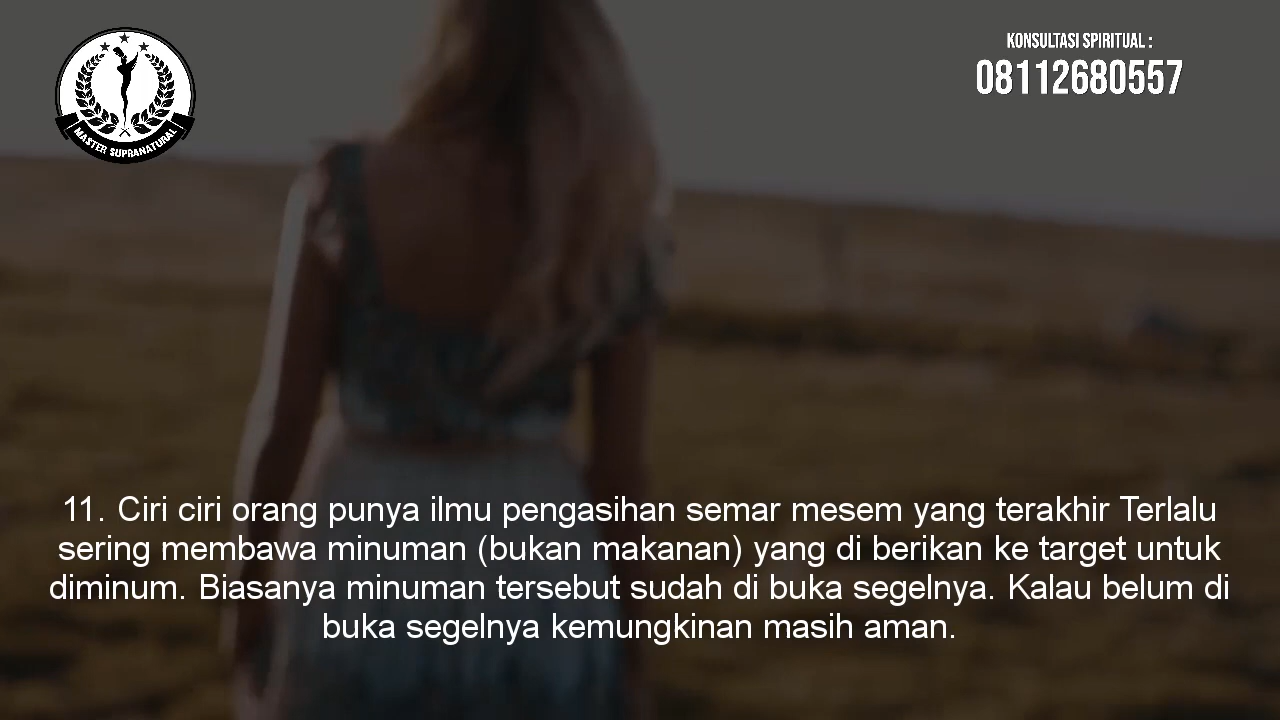 MASTER SUPRANATURAL
KONSULTASI SPIRITUAL :
08112680557
11. Ciri ciri orang punya ilmu pengasihan semar mesem yang terakhir Terlalu
sering membawa minuman (bukan makanan) yang di berikan ke target untuk
diminum. Biasanya minuman tersebut sudah di buka segelnya. Kalau belum di
buka segelnya kemungkinan masih aman.